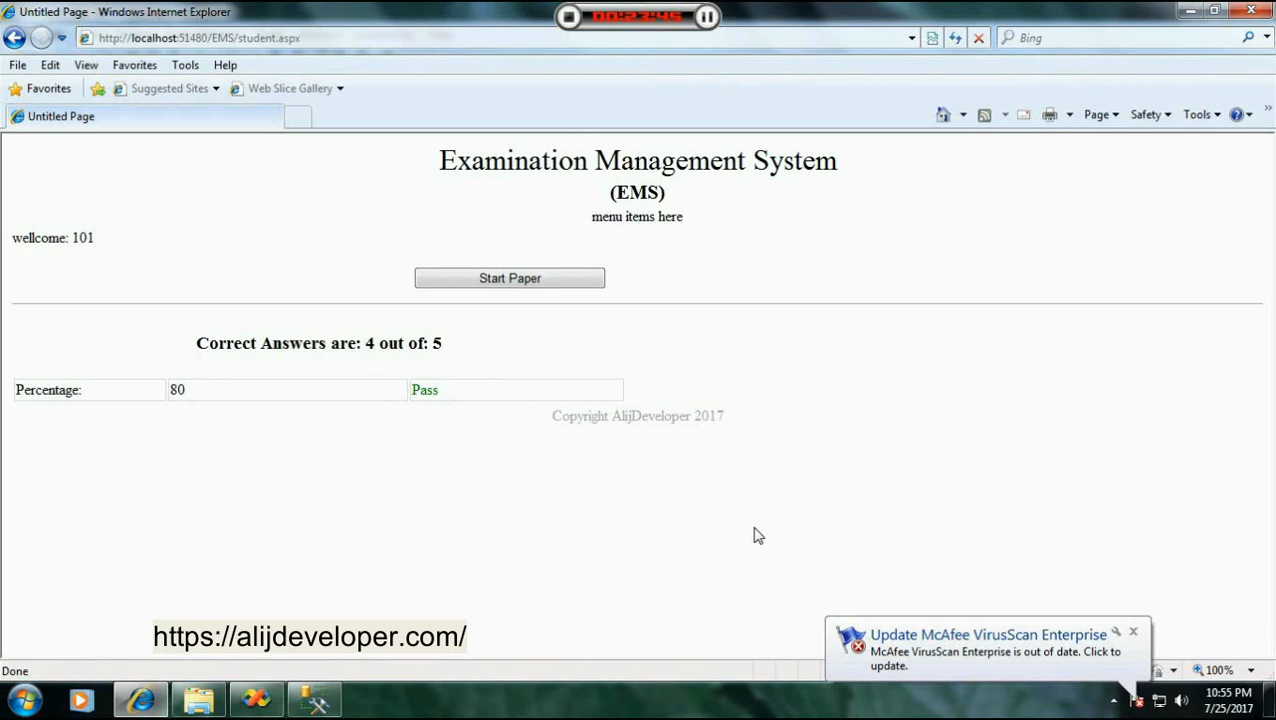 Untitled Page - Windows Internet Explorer
00:23:45
http://localhost:51480/EMS/student.aspx
Bing
File Edit View Favorites Tools Help
Favorites Suggested Sites Web Slice Gallery
Untitled Page
Page Safety Tools
Examination Management System
(EMS)
menu items here
wellcome: 101
Start Paper
Correct Answers are: 4 out of: 5
Percentage: 80 Pass
Copyright AlijDeveloper 2017
https://alijdeveloper.com/
Update McAfee VirusScan Enterprise
McAfee VirusScan Enterprise is out of date. Click to
update.
Done
100%
10:55 PM
7/25/2017